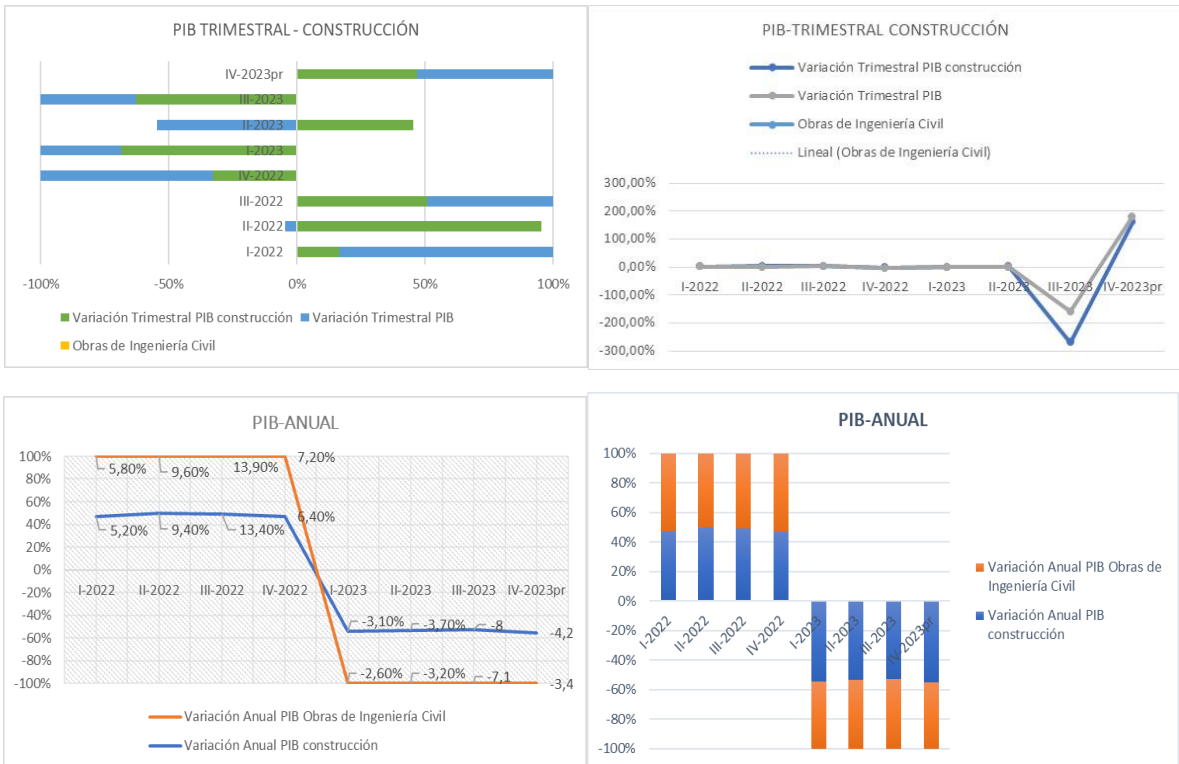 PIB TRIMESTRAL - CONSTRUCCIÓN
IV-2023pr
III-2023
II-2023
I-2023
IV-2022
III-2022
II-2022
I-2022
-100% -50% 0% 50% 100%
Variación Trimestral PIB construcción Variación Trimestral PIB
Obras de Ingeniería Civil
PIB-TRIMESTRAL CONSTRUCCIÓN
Variación Trimestral PIB construcción
Variación Trimestral PIB
Obras de Ingeniería Civil
Lineal (Obras de Ingeniería Civil)
300,00%
200,00%
100,00%
0,00%
I-2022 II-2022 III-2022 IV-2022 I-2023 II-2023 III-2023 IV-2023pr
-100,00%
-200,00%
-300,00%
PIB-ANUAL
100% 7,20%
5,80% 9,60% 13,90%
80%
60%
40% 6,40%
5,20% 9,40% 13,40%
20%
0%
I-2022 II-2022 III-2022 IV-2022 I-2023 II-2023 III-2023 IV-2023pr
-20%
-40%
-3,10% -3,70% -8
-60% -4,2
-80%
-2,60% -3,20% -7,1
-100% -3,4
Variación Anual PIB Obras de Ingeniería Civil
Variación Anual PIB construcción
PIB-ANUAL
100%
80%
60%
40%
20%
0%
-20%
-40%
-60%
-80%
-100%
I-2022 II-2022 III-2022 IV-2022 I-2023 II-2023 III-2023 IV-2023pr
Variación Anual PIB Obras de
Ingeniería Civil
Variación Anual PIB
construcción